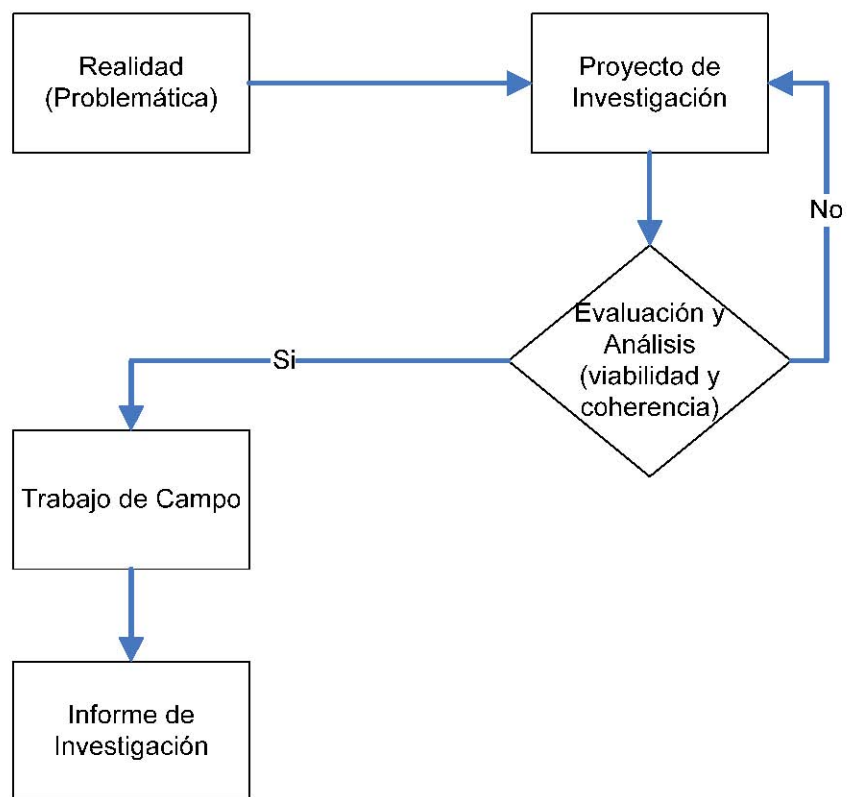 Realidad
(Problemática)
Proyecto de
Investigación
No
Evaluación y
Análisis
(viabilidad y
coherencia)
Si
Trabajo de Campo
Informe de
Investigación